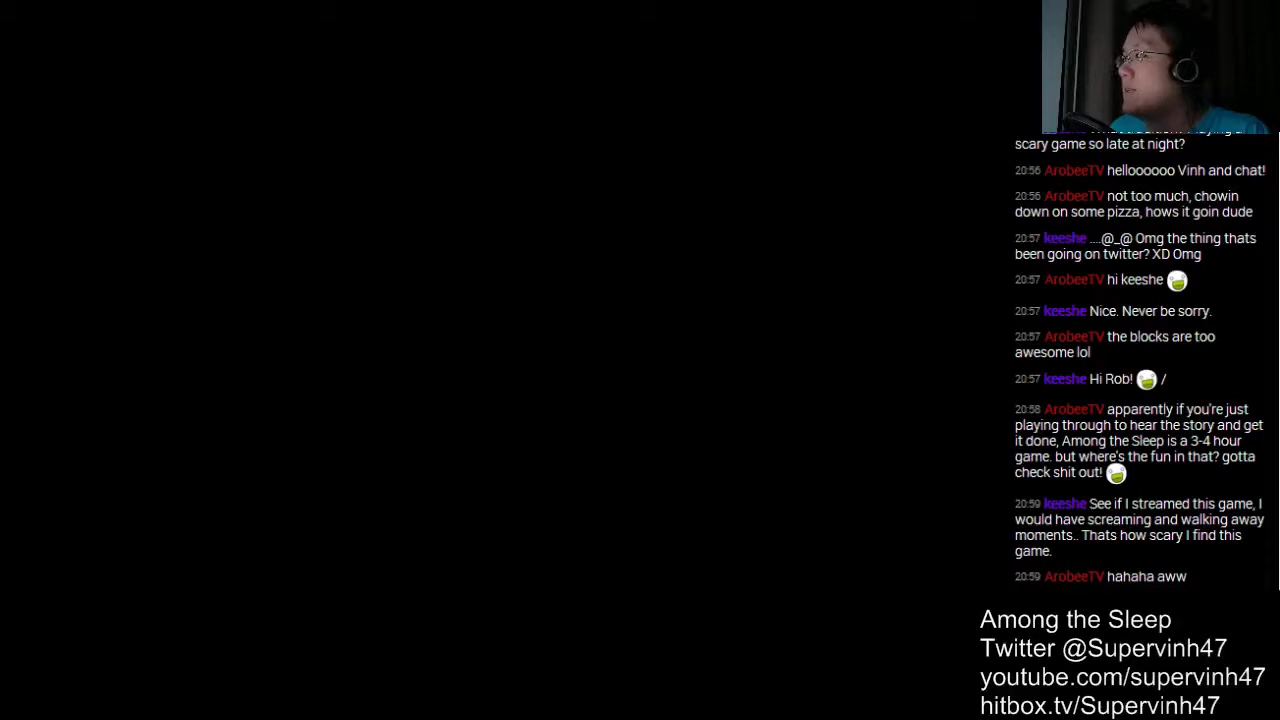 scary game so late at night?
20:56 ArobeeTV restoreoooo Vinh and chat!
20:56 ArobeeTV not too much, chowin
down on some pizza, hows it goin dude
20:57 keeshe ....@_@ Omg the thing thats
been going on twitter? XD Omg
20:57 ArobeeTV hi keeshe
20:57 keeshe Nice. Never be sorry.
20:57 ArobeeTV the blocks are too
awesome lol
20:57 keeshe Hi Rob! /
20:58 ArobeeTV apparently if you're just
playing through to hear the story and get
it done, Among the Sleep is a 3-4 hour
game. but where's the fun in that? gotta
check shit out!
20:59 keeshe See if I streamed this game, I
would have screaming and walking away
moments.. Thats how scary I find this
game.
20:59 ArobeeTV hahaha aww
Among the Sleep
Twitter @Supervinh47
youtube.com/supervinh47
hitbox.tv/Supervinh47